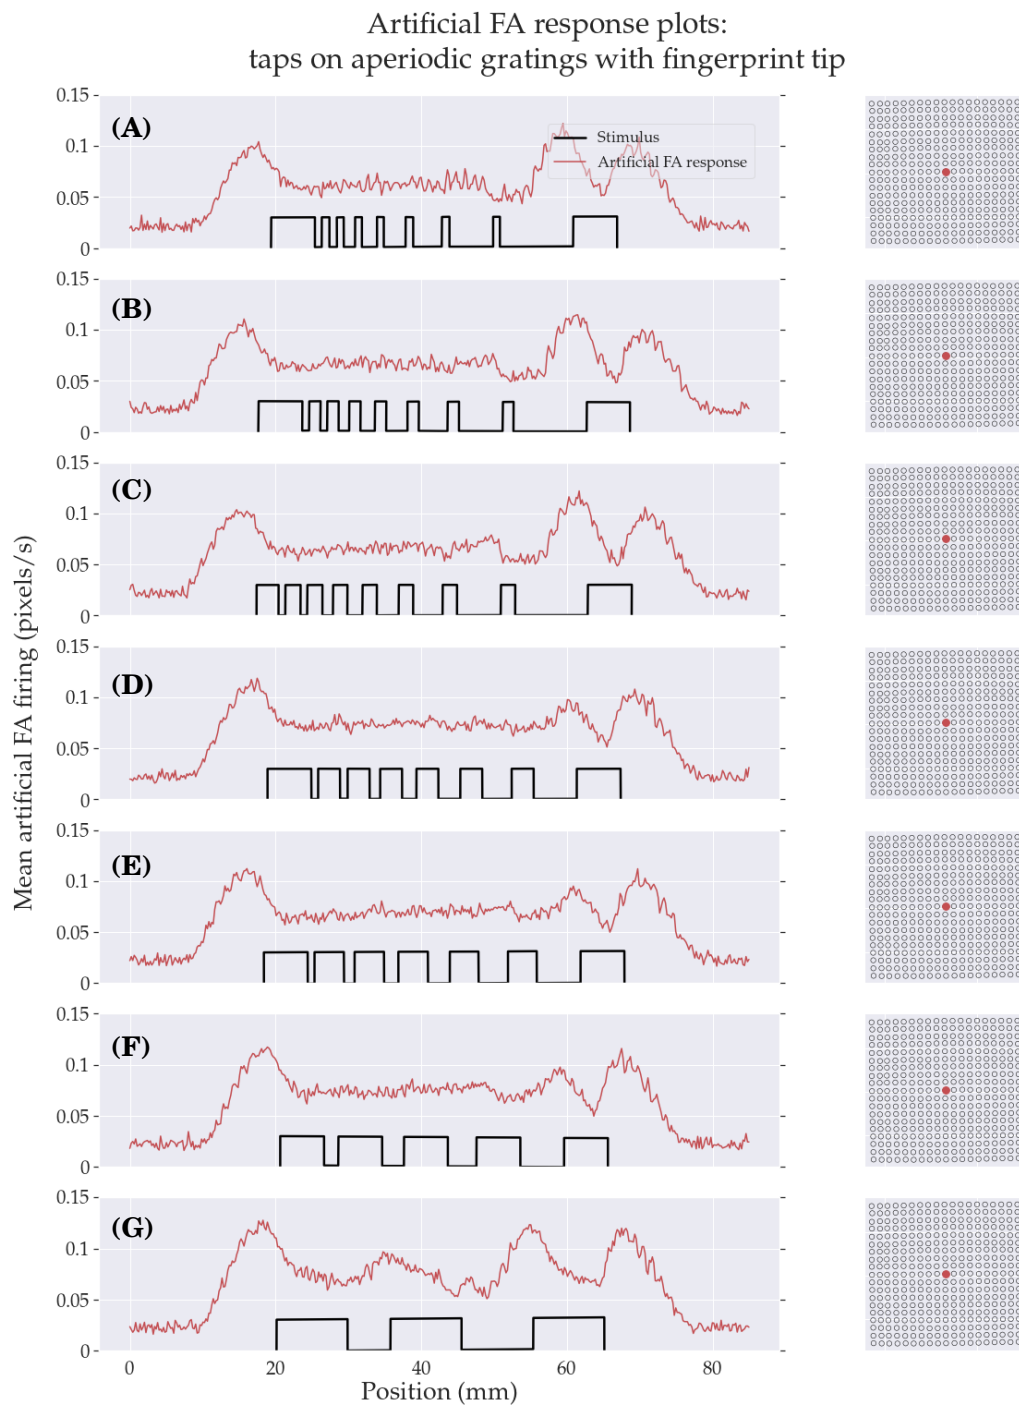 Artificial FA response plots:
taps on aperiodic gratings with fingerprint tip
0.15
(A)
Stimulus
0.1
Artificial FA response
0.05
0
0.15
(B)
0.1
0.05
0
0.15
(C)
0.1
0.05
0
0.15
(D)
0.1
0.05
0
0.15
(E)
0.1
0.05
0
0.15
(F)
0.1
0.05
0
0.15
(G)
0.1
0.05
0
0 20 40 60 80
Position (mm)
Mean artificial FA firing (pixels/s)